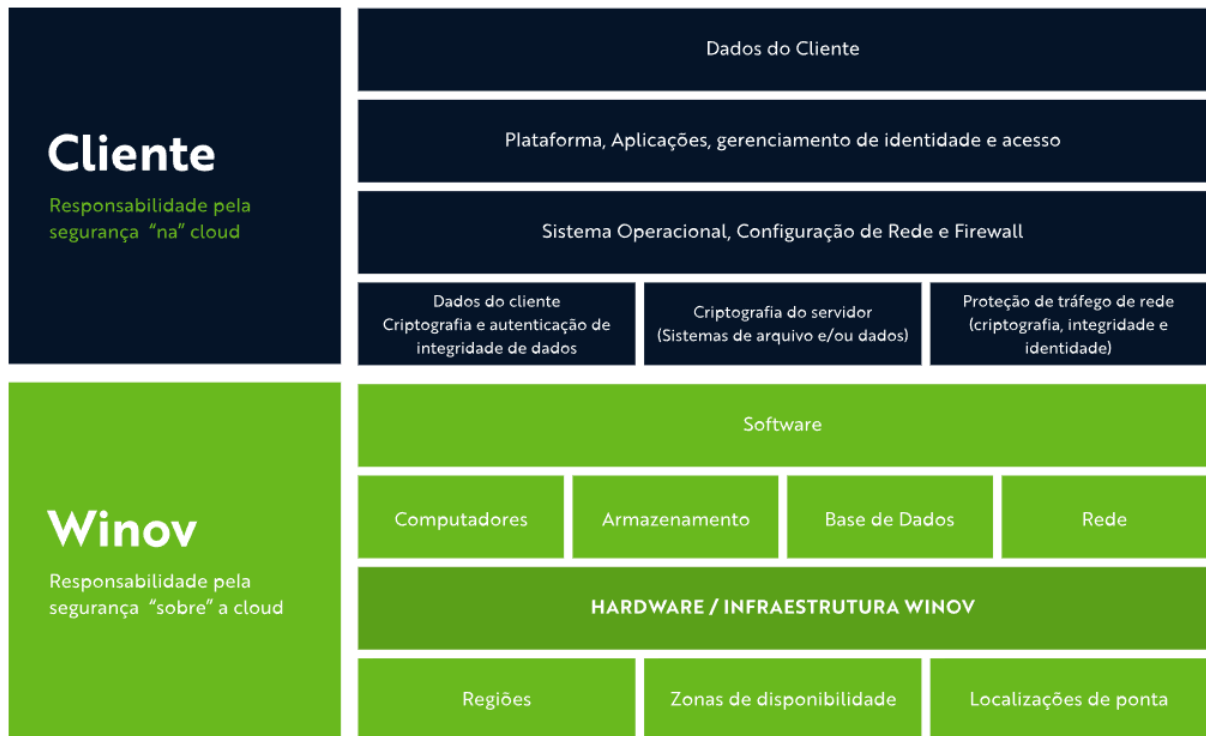 Cliente
Responsabilidade pela
segurança “na” cloud
Dados do Cliente
Plataforma, Aplicações, gerenciamento de identidade e acesso
Sistema Operacional, Configuração de Rede e Firewall
Dados do cliente
Criptografia e autenticação de
integridade de dados
Criptografia do servidor
(Sistemas de arquivo e/ou dados)
Proteção de tráfego de rede
(criptografia, integridade e
identidade)
Winov
Responsabilidade pela
segurança “sobre” a cloud
Software
Computadores
Armazenamento
Base de Dados
Rede
HARDWARE / INFRAESTRUTURA WINOV
Regiões
Zonas de disponibilidade
Localizações de ponta